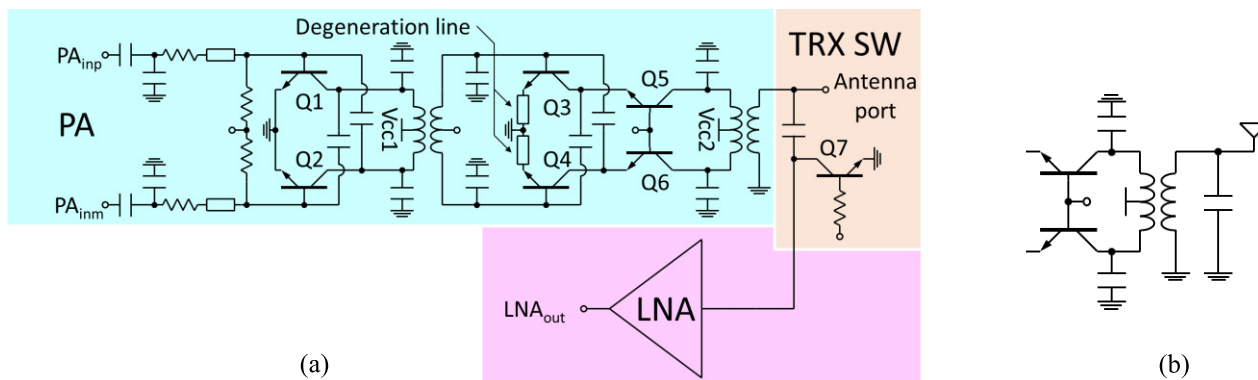 Degeneration line
TRX SW
PAinp
Q1
Vcc1
Q3
Q5
Vcc2
Antenna
port
PA
Q2
Q4
Q6
Q7
PAinm
LNAout
LNA
(a)
(b)